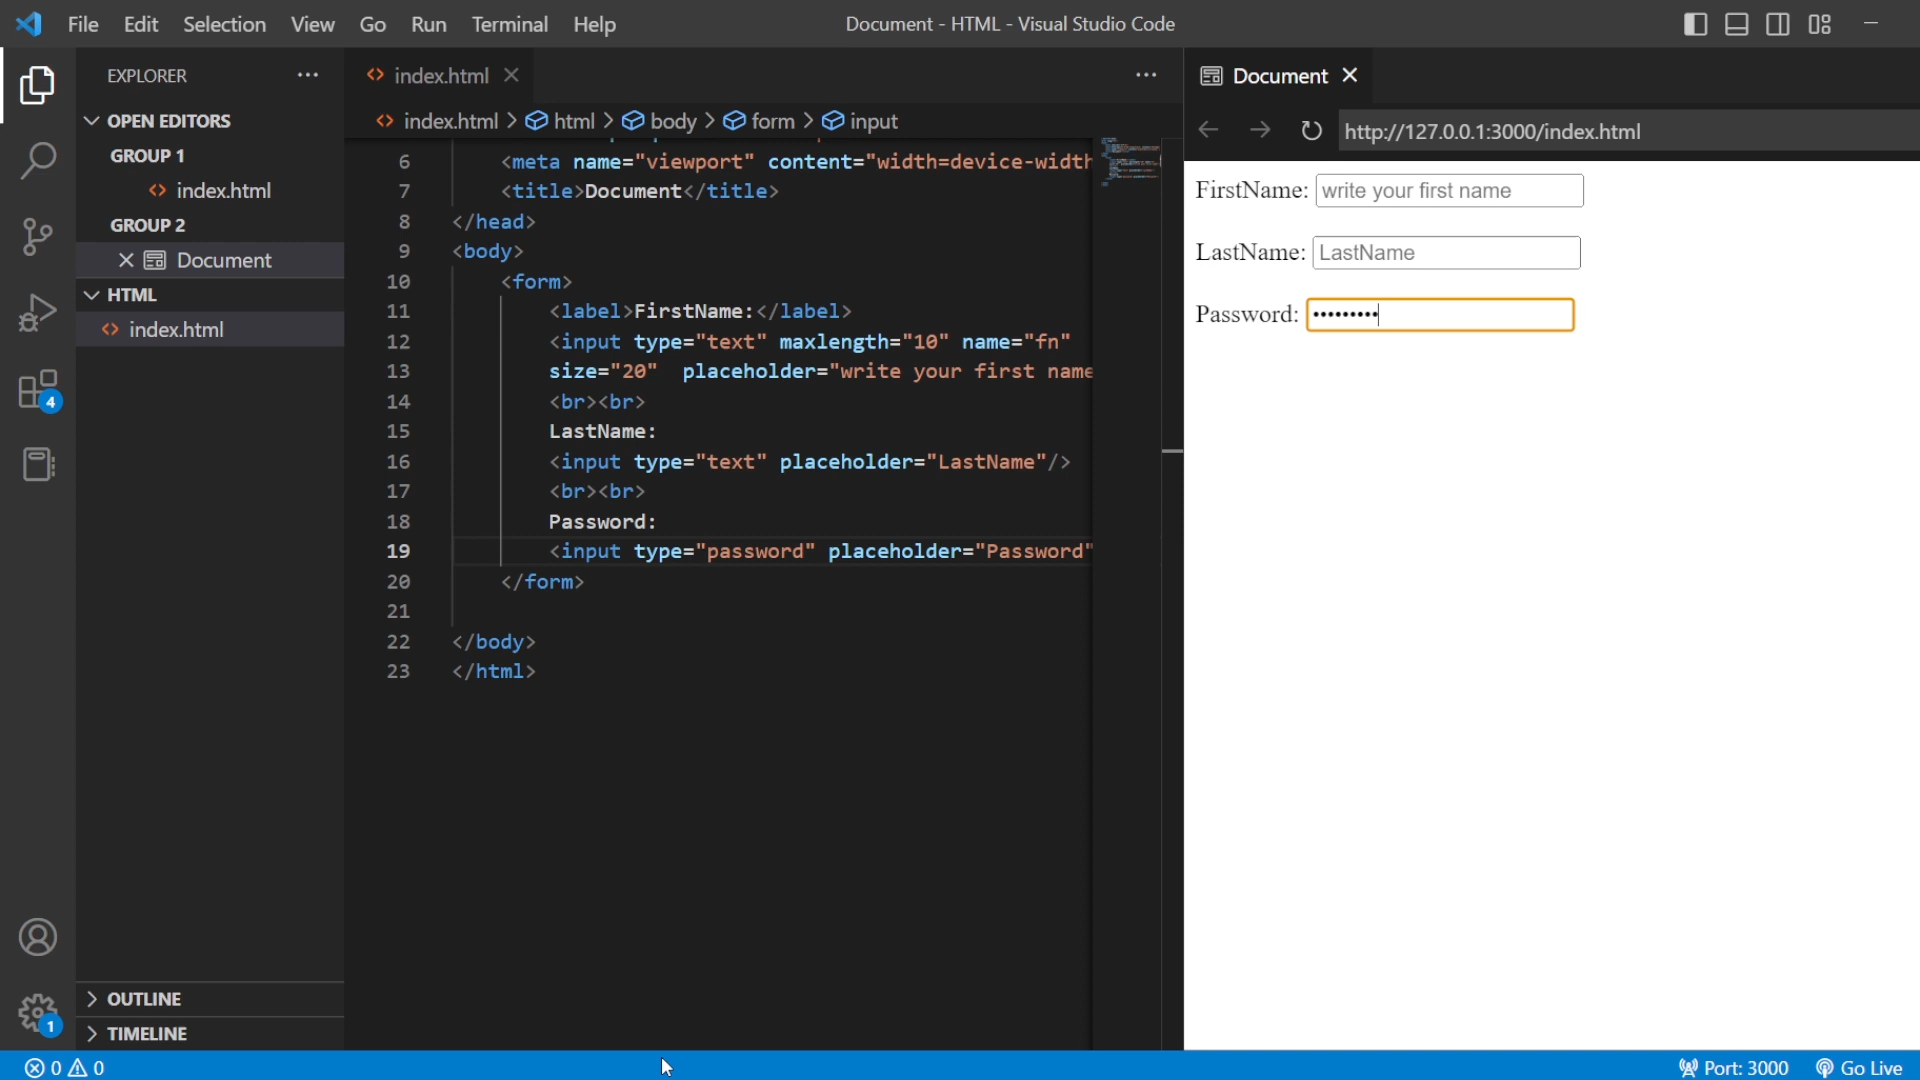 File Edit Selection View Go Run Terminal Help
Document - HTML - Visual Studio Code
EXPLORER
OPEN EDITORS
GROUP 1
index.html
GROUP 2
Document
HTML
index.html
OUTLINE
TIMELINE
4
1
index.html
index.html > html > body > form > input
6 <meta name="viewport" content="width=device-width
7 <title>Document</title>
8 </head>
9 <body>
10 <form>
11 <label>FirstName:</label>
12 <input type="text" maxlength="10" name="fn"
13 size="20"  placeholder="write your first name
14 <br><br>
15 LastName:
16 <input type="text" placeholder="LastName"/>
17 <br><br>
18 Password:
19 <input type="password" placeholder="Password"
20 </form>
21
22 </body>
23 </html>
Document
http://127.0.0.1:3000/index.html
FirstName: write your first name
LastName: LastName
Password: •••••••••
0 0
Port: 3000 Go Live